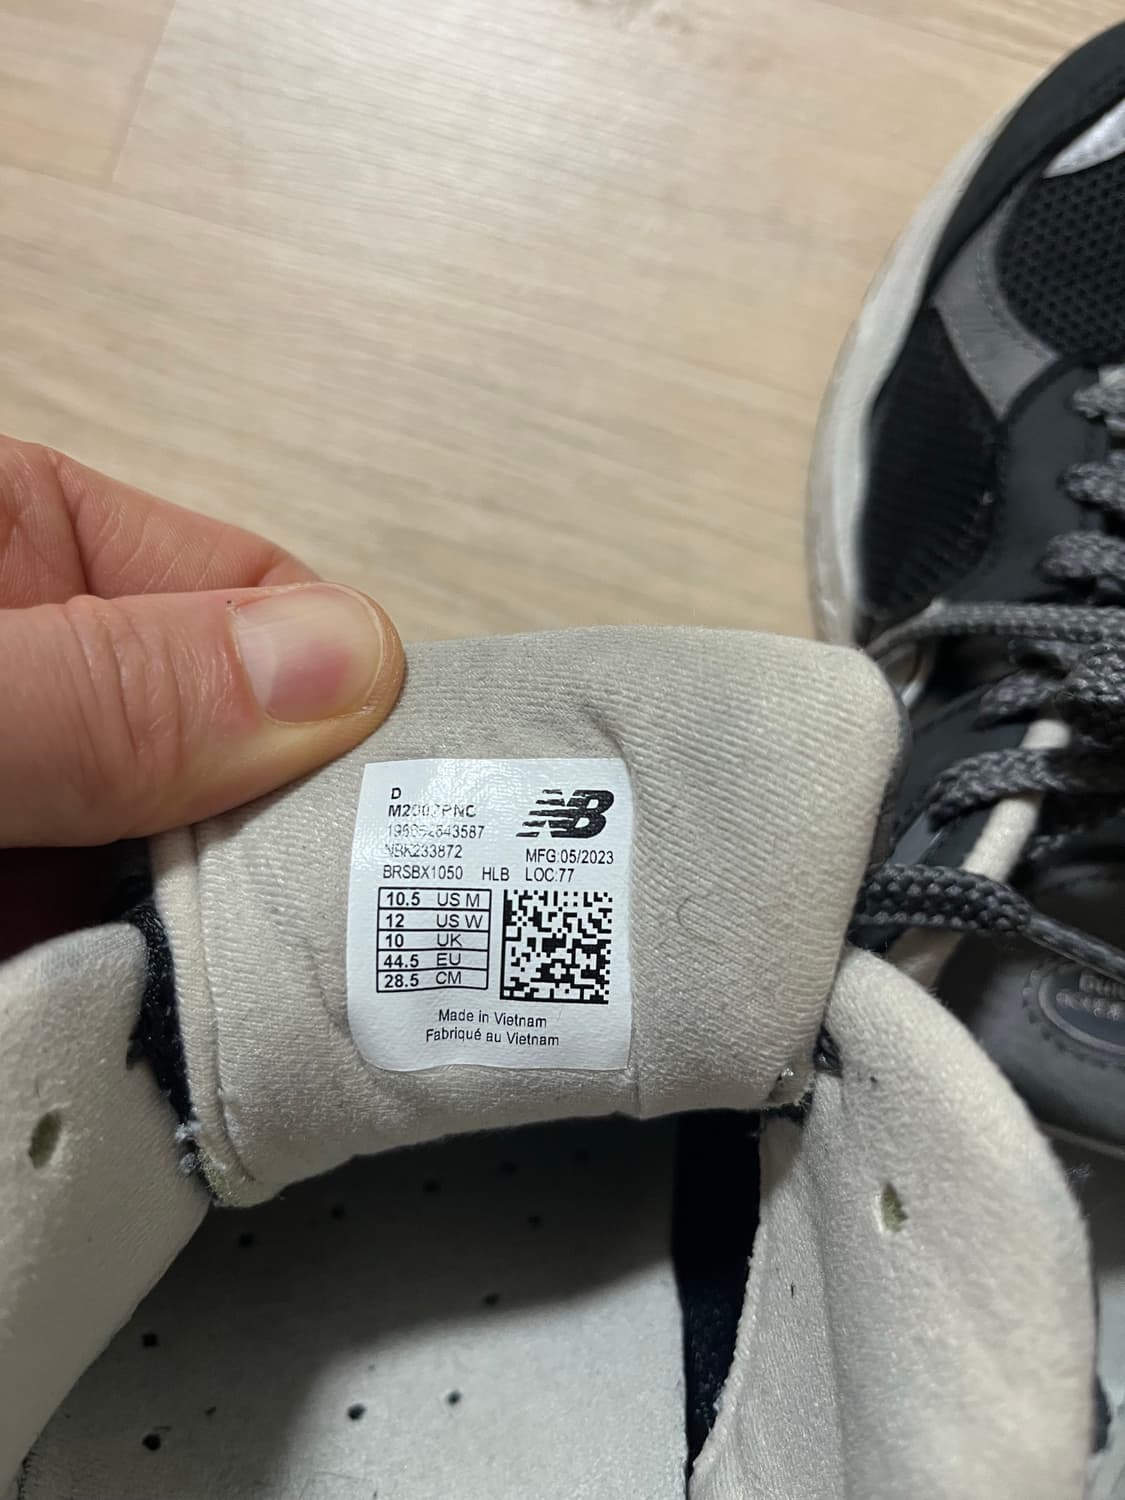 D
NB
MFG:05/2023
BRSBX1050 HLB LOC:77
10.5 US M
12 US W
10 UK
44.5 EU
28.5 CM
Made in Vietnam
Fabriqué au Vietnam